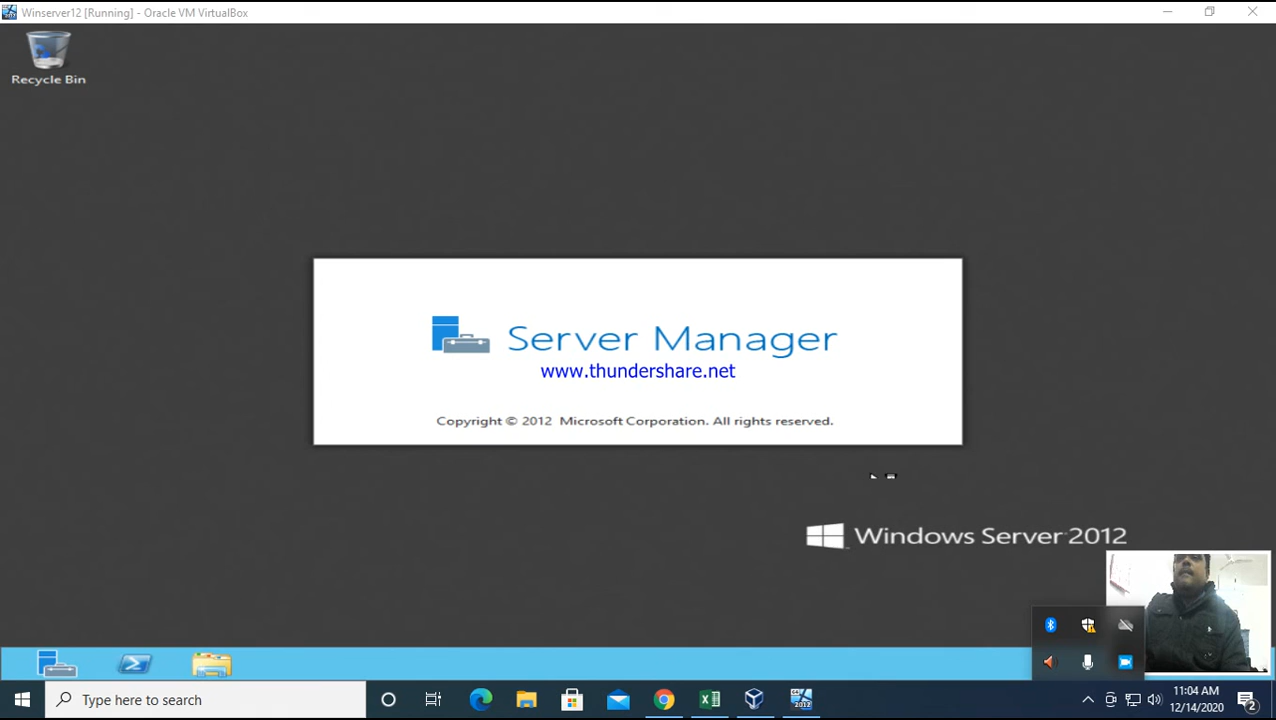 Winserver12 [Running] - Oracle VM VirtualBox
Recycle Bin
Server Manager
www.thundershare.net
Copyright © 2012 Microsoft Corporation. All rights reserved.
Windows Server 2012
Type here to search
11:04 AM
12/14/2020
2